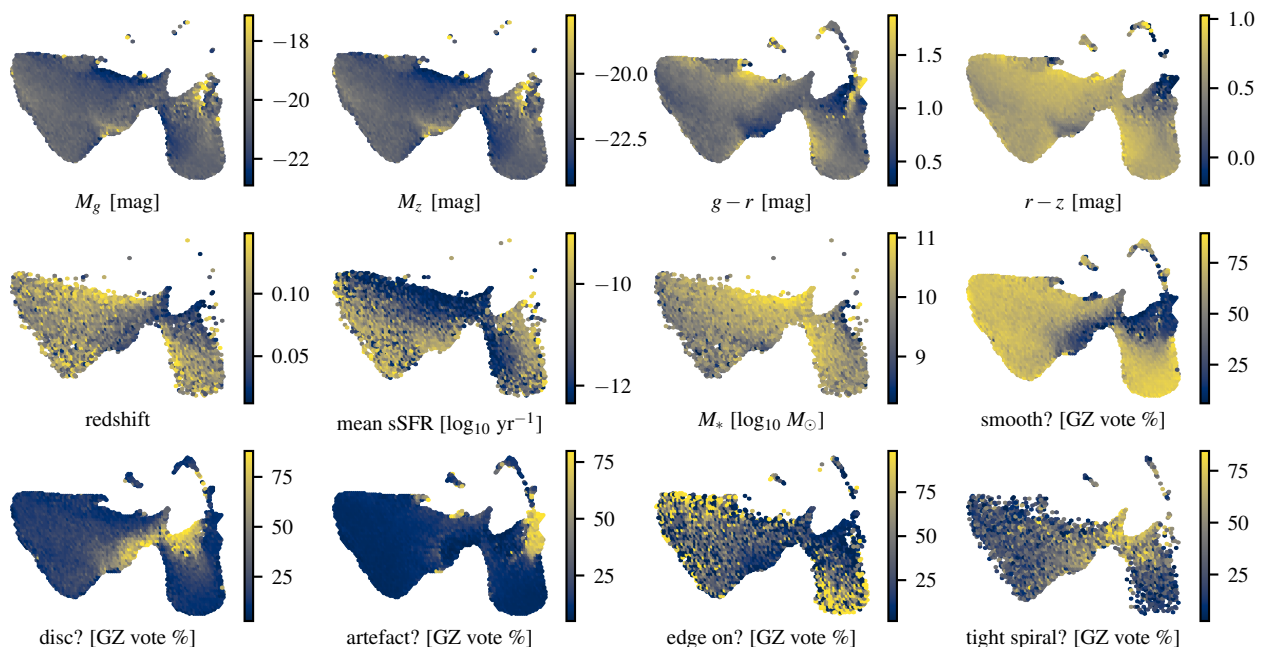 −18
−20
−22
M_g [mag]
−20.0
−22.5
M_z [mag]
1.5
1.0
0.5
g − r [mag]
1.0
0.5
0.0
r − z [mag]
0.10
0.05
redshift
−10
−12
mean sSFR [log₁₀ yr⁻¹]
11
10
9
M_* [log₁₀ M_⊙]
75
50
25
smooth? [GZ vote %]
75
50
25
disc? [GZ vote %]
75
50
25
artefact? [GZ vote %]
75
50
25
edge on? [GZ vote %]
75
50
25
tight spiral? [GZ vote %]